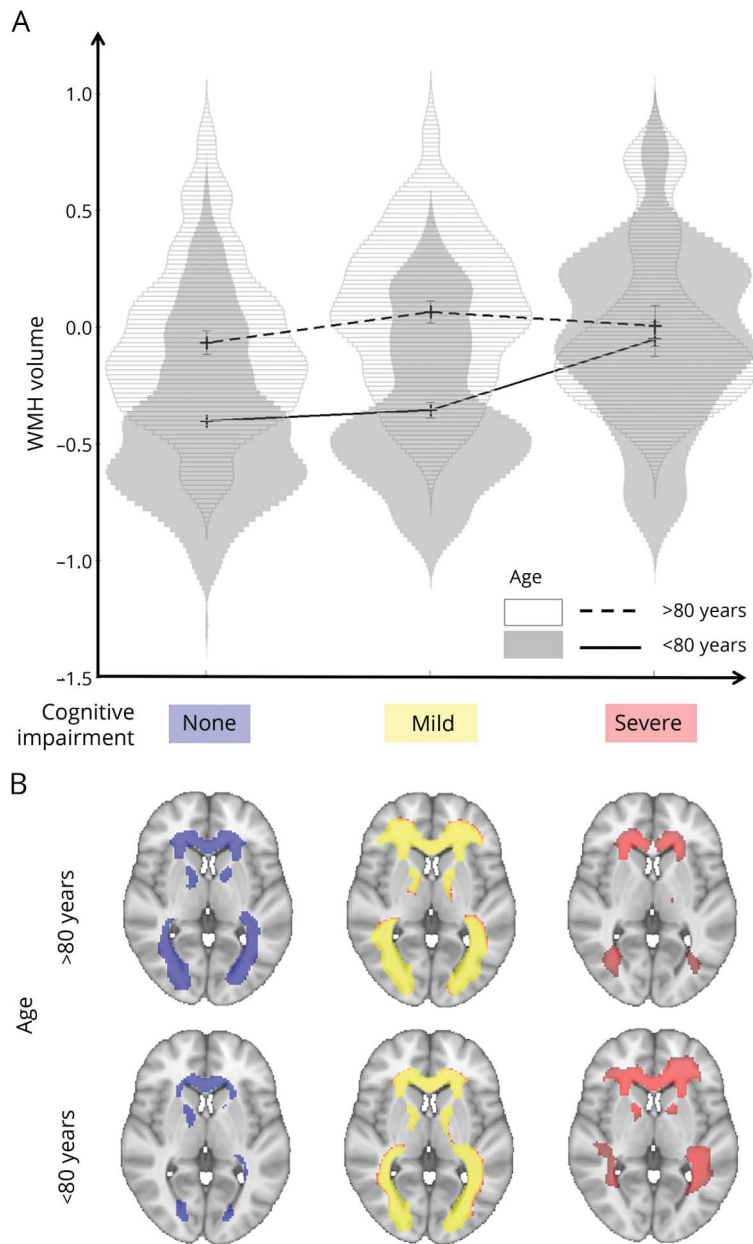 A
1.0
0.5
0.0
WMH volume
−0.5
−1.0
Age
>80 years
<80 years
−1.5
Cognitive
impairment
None
Mild
Severe
B
>80 years
Age
<80 years